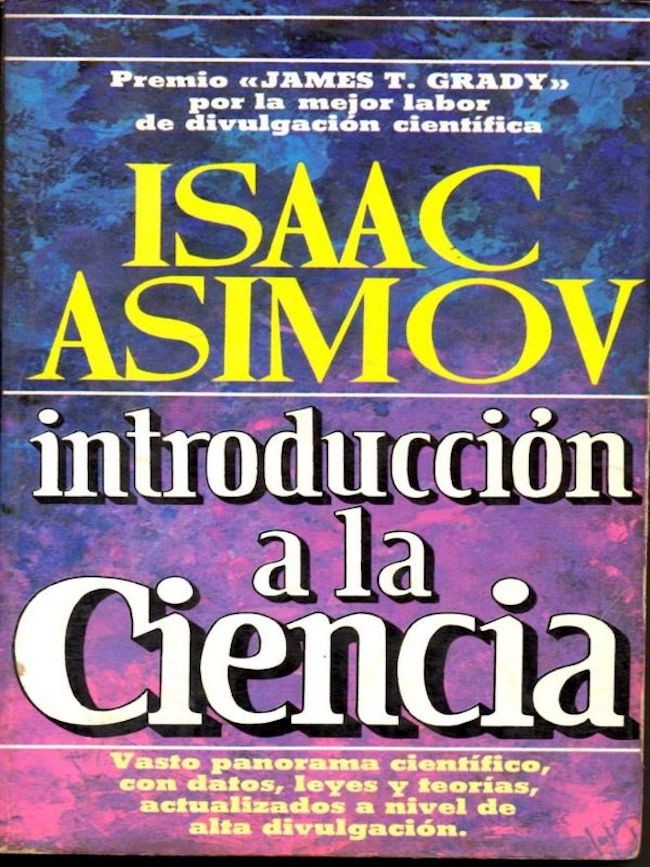 Premio «JAMES T. GRADY»
por la mejor labor
de divulgación científica
ISAAC
ASIMOV
introducción
a la
Ciencia
Vasto panorama científico,
con datos, leyes y teorías,
actualizados a nivel de
alta divulgación.